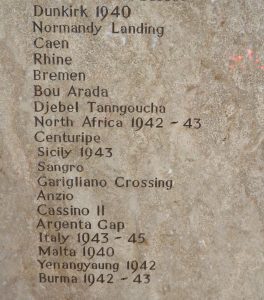 Dunkirk 1940
Normandy Landing
Caen
Rhine
Bremen
Bou Arada
Djebel Tanngoucha
North Africa 1942 - 43
Centuripe
Sicily 1943
Sangro
Garigliano Crossing
Anzio
Cassino II
Argenta Gap
Italy 1943 - 45
Malta 1940
Yenangyaung 1942
Burma 1942 - 43